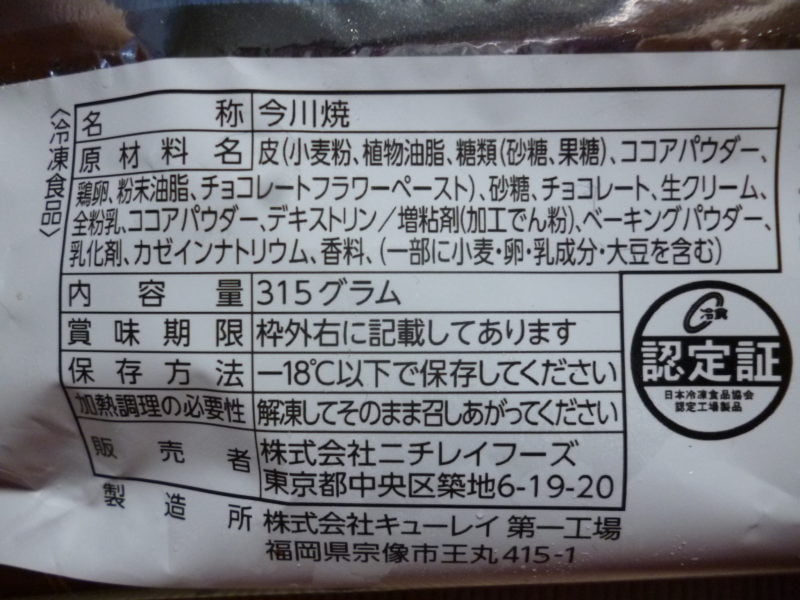 〈冷凍食品〉
名称 今川焼
原材料名 皮(小麦粉、植物油脂、糖類(砂糖、果糖)、ココアパウダー、
鶏卵、粉末油脂、チョコレートフラワーペースト)、砂糖、チョコレート、生クリーム、
全粉乳、ココアパウダー、デキストリン/増粘剤(加工でん粉)、ベーキングパウダー、
乳化剤、カゼインナトリウム、香料、(一部に小麦・卵・乳成分・大豆を含む)
内容量 315グラム
賞味期限 枠外右に記載してあります
保存方法 -18℃以下で保存してください
加熱調理の必要性 解凍してそのまま召しあがってください
販売者 株式会社ニチレイフーズ
東京都中央区築地6-19-20
製造所 株式会社キューレイ 第一工場
福岡県宗像市王丸415-1
冷食
認定証
日本冷凍食品協会
認定工場製品